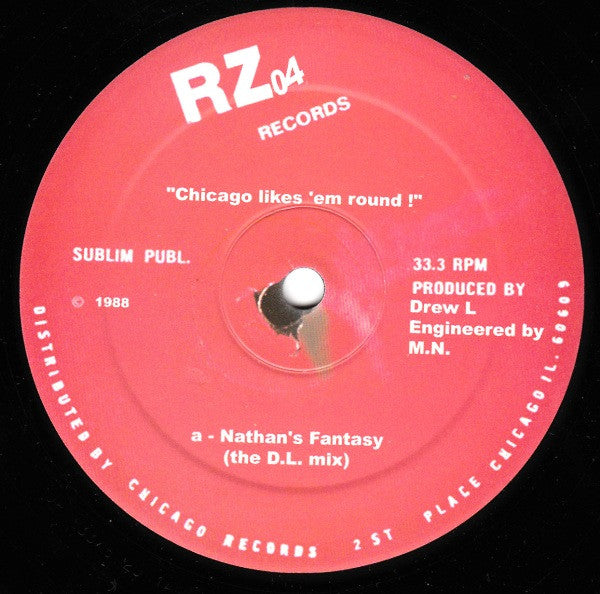 RZ04
RECORDS
"Chicago likes 'em round !"
SUBLIM PUBL.
© 1988
33.3 RPM
PRODUCED BY
Drew L
Engineered by
M.N.
a - Nathan's Fantasy
(the D.L. mix)
DISTRIBUTED BY CHICAGO RECORDS 2 ST PLACE CHICAGO IL. 60609